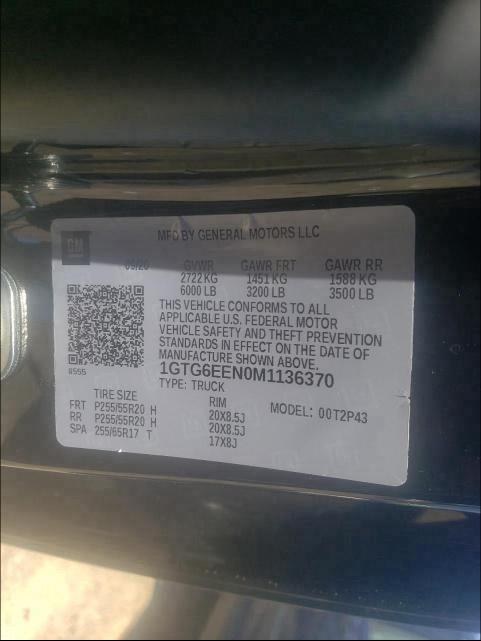 GM
MFD BY GENERAL MOTORS LLC
09/20 GVWR GAWR FRT GAWR RR
2722 KG 1451 KG 1588 KG
6000 LB 3200 LB 3500 LB
THIS VEHICLE CONFORMS TO ALL
APPLICABLE U.S. FEDERAL MOTOR
VEHICLE SAFETY AND THEFT PREVENTION
STANDARDS IN EFFECT ON THE DATE OF
MANUFACTURE SHOWN ABOVE.
8555
1GTG6EEN0M1136370
TYPE: TRUCK
TIRE SIZE RIM MODEL: 00T2P43
FRT P255/55R20 H 20X8.5J
RR P255/55R20 H 20X8.5J
SPA 255/65R17 T 17X8J